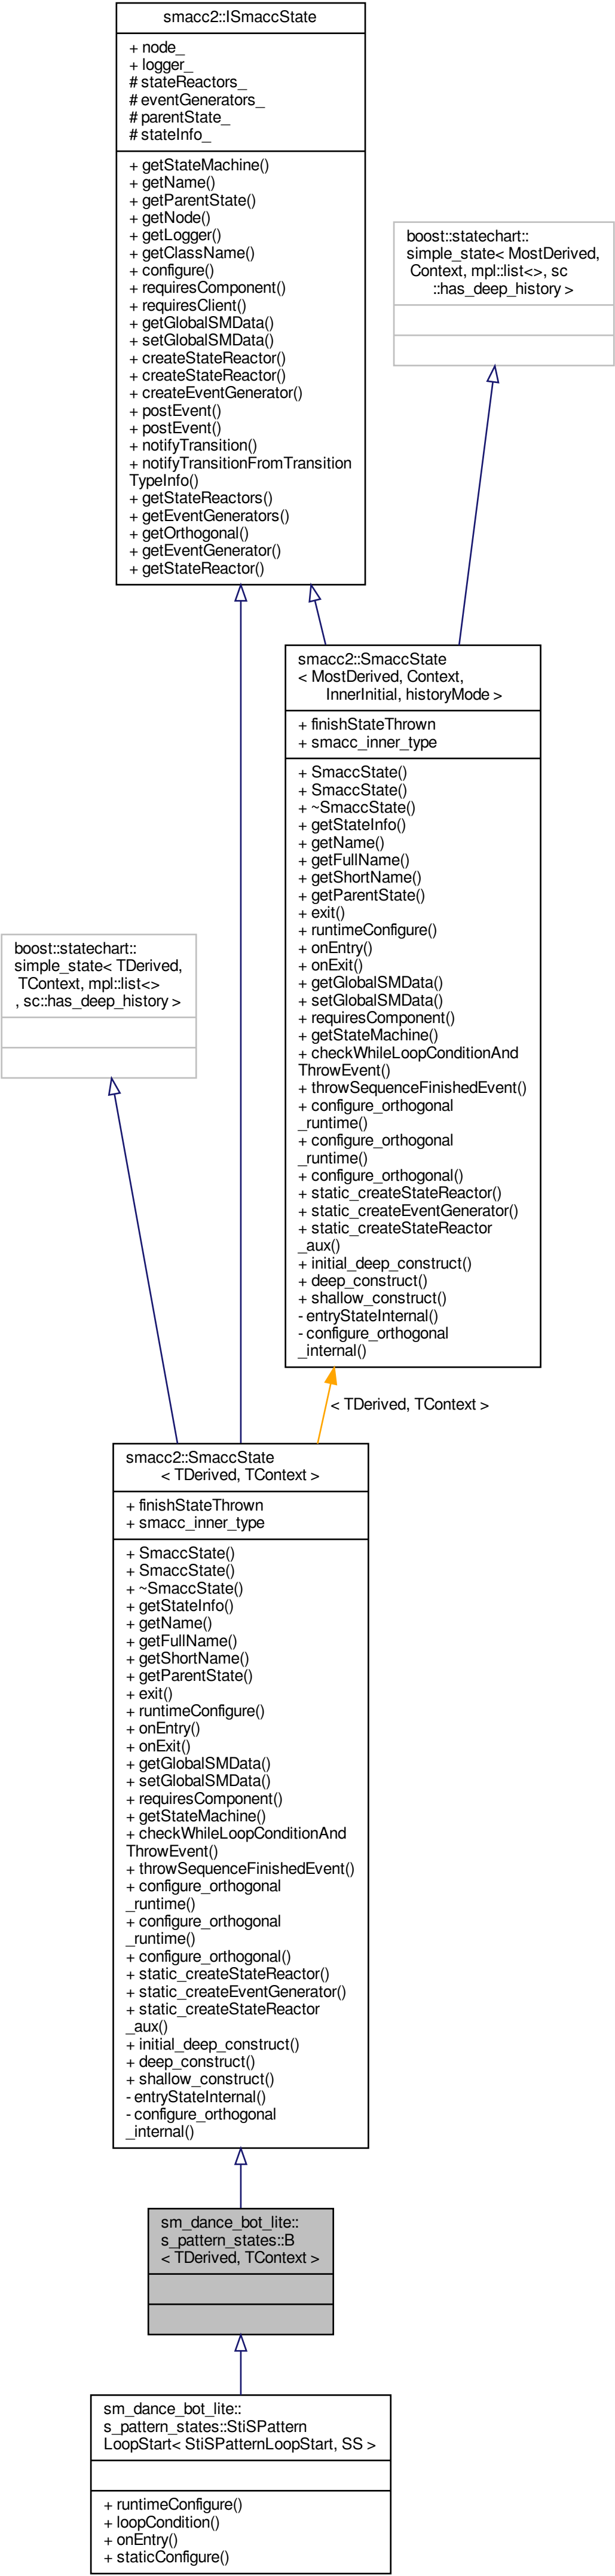 smacc2::ISmaccState
+ node_
+ logger_
# stateReactors_
# eventGenerators_
# parentState_
# stateInfo_
+ getStateMachine()
+ getName()
+ getParentState()
+ getNode()
+ getLogger()
+ getClassName()
+ configure()
+ requiresComponent()
+ requiresClient()
+ getGlobalSMData()
+ setGlobalSMData()
+ createStateReactor()
+ createStateReactor()
+ createEventGenerator()
+ postEvent()
+ postEvent()
+ notifyTransition()
+ notifyTransitionFromTransition
TypeInfo()
+ getStateReactors()
+ getEventGenerators()
+ getOrthogonal()
+ getEventGenerator()
+ getStateReactor()
boost::statechart::
simple_state< MostDerived,
Context, mpl::list<>, sc
::has_deep_history >
smacc2::SmaccState
< MostDerived, Context,
InnerInitial, historyMode >
+ finishStateThrown
+ smacc_inner_type
+ SmaccState()
+ SmaccState()
+ ~SmaccState()
+ getStateInfo()
+ getName()
+ getFullName()
+ getShortName()
+ getParentState()
+ exit()
+ runtimeConfigure()
+ onEntry()
+ onExit()
+ getGlobalSMData()
+ setGlobalSMData()
+ requiresComponent()
+ getStateMachine()
+ checkWhileLoopConditionAnd
ThrowEvent()
+ throwSequenceFinishedEvent()
+ configure_orthogonal
_runtime()
+ configure_orthogonal
_runtime()
+ configure_orthogonal()
+ static_createStateReactor()
+ static_createEventGenerator()
+ static_createStateReactor
_aux()
+ initial_deep_construct()
+ deep_construct()
+ shallow_construct()
- entryStateInternal()
- configure_orthogonal
_internal()
boost::statechart::
simple_state< TDerived,
TContext, mpl::list<>
, sc::has_deep_history >
< TDerived, TContext >
smacc2::SmaccState
< TDerived, TContext >
+ finishStateThrown
+ smacc_inner_type
+ SmaccState()
+ SmaccState()
+ ~SmaccState()
+ getStateInfo()
+ getName()
+ getFullName()
+ getShortName()
+ getParentState()
+ exit()
+ runtimeConfigure()
+ onEntry()
+ onExit()
+ getGlobalSMData()
+ setGlobalSMData()
+ requiresComponent()
+ getStateMachine()
+ checkWhileLoopConditionAnd
ThrowEvent()
+ throwSequenceFinishedEvent()
+ configure_orthogonal
_runtime()
+ configure_orthogonal
_runtime()
+ configure_orthogonal()
+ static_createStateReactor()
+ static_createEventGenerator()
+ static_createStateReactor
_aux()
+ initial_deep_construct()
+ deep_construct()
+ shallow_construct()
- entryStateInternal()
- configure_orthogonal
_internal()
sm_dance_bot_lite::
s_pattern_states::B
< TDerived, TContext >
sm_dance_bot_lite::
s_pattern_states::StiSPattern
LoopStart< StiSPatternLoopStart, SS >
+ runtimeConfigure()
+ loopCondition()
+ onEntry()
+ staticConfigure()